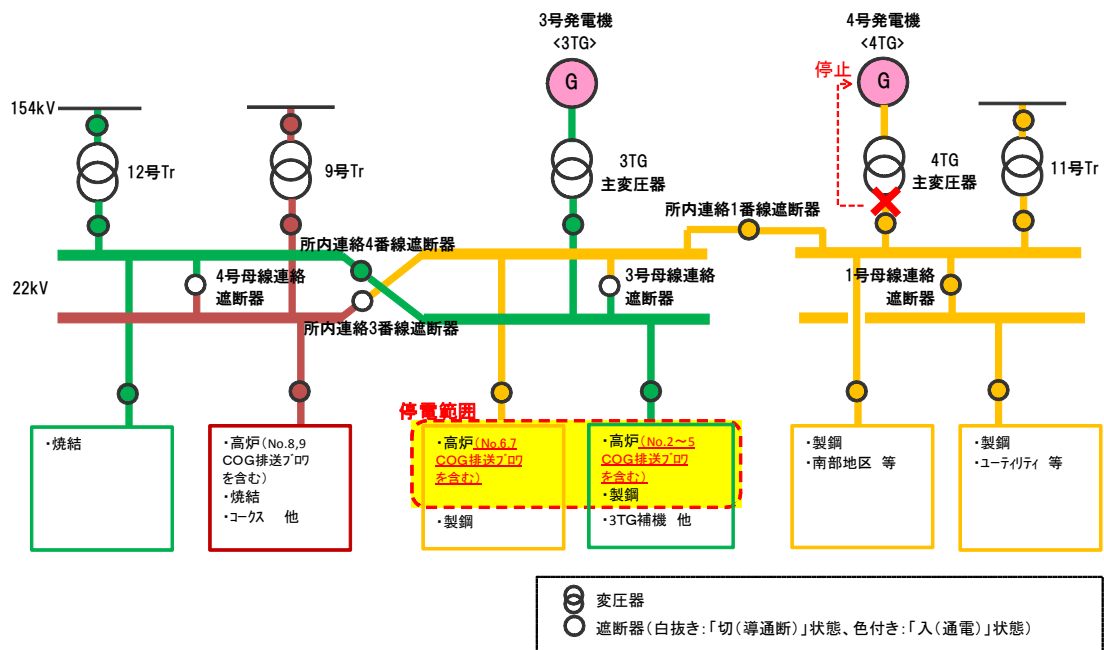 3号発電機
<3TG>
4号発電機
<4TG>
G
G
停止
154kV
12号Tr
9号Tr
3TG
主変圧器
4TG
主変圧器
11号Tr
所内連絡1番線遮断器
所内連絡4番線遮断器
22kV
4号母線連絡
遮断器
3号母線連絡
遮断器
1号母線連絡
遮断器
所内連絡3番線遮断器
停電範囲
・焼結
・高炉(No.8,9
COG排送ブロワ
を含む)
・焼結
・コークス 他
・高炉(No.6,7
COG排送ブロワ
を含む)
・製鋼
・高炉(No.2～5
COG排送ブロワ
を含む)
・製鋼
・3TG補機 他
・製鋼
・南部地区 等
・製鋼
・ユーティリティ 等
変圧器
遮断器(白抜き:「切(導通断)」状態、色付き:「入(通電)」状態)